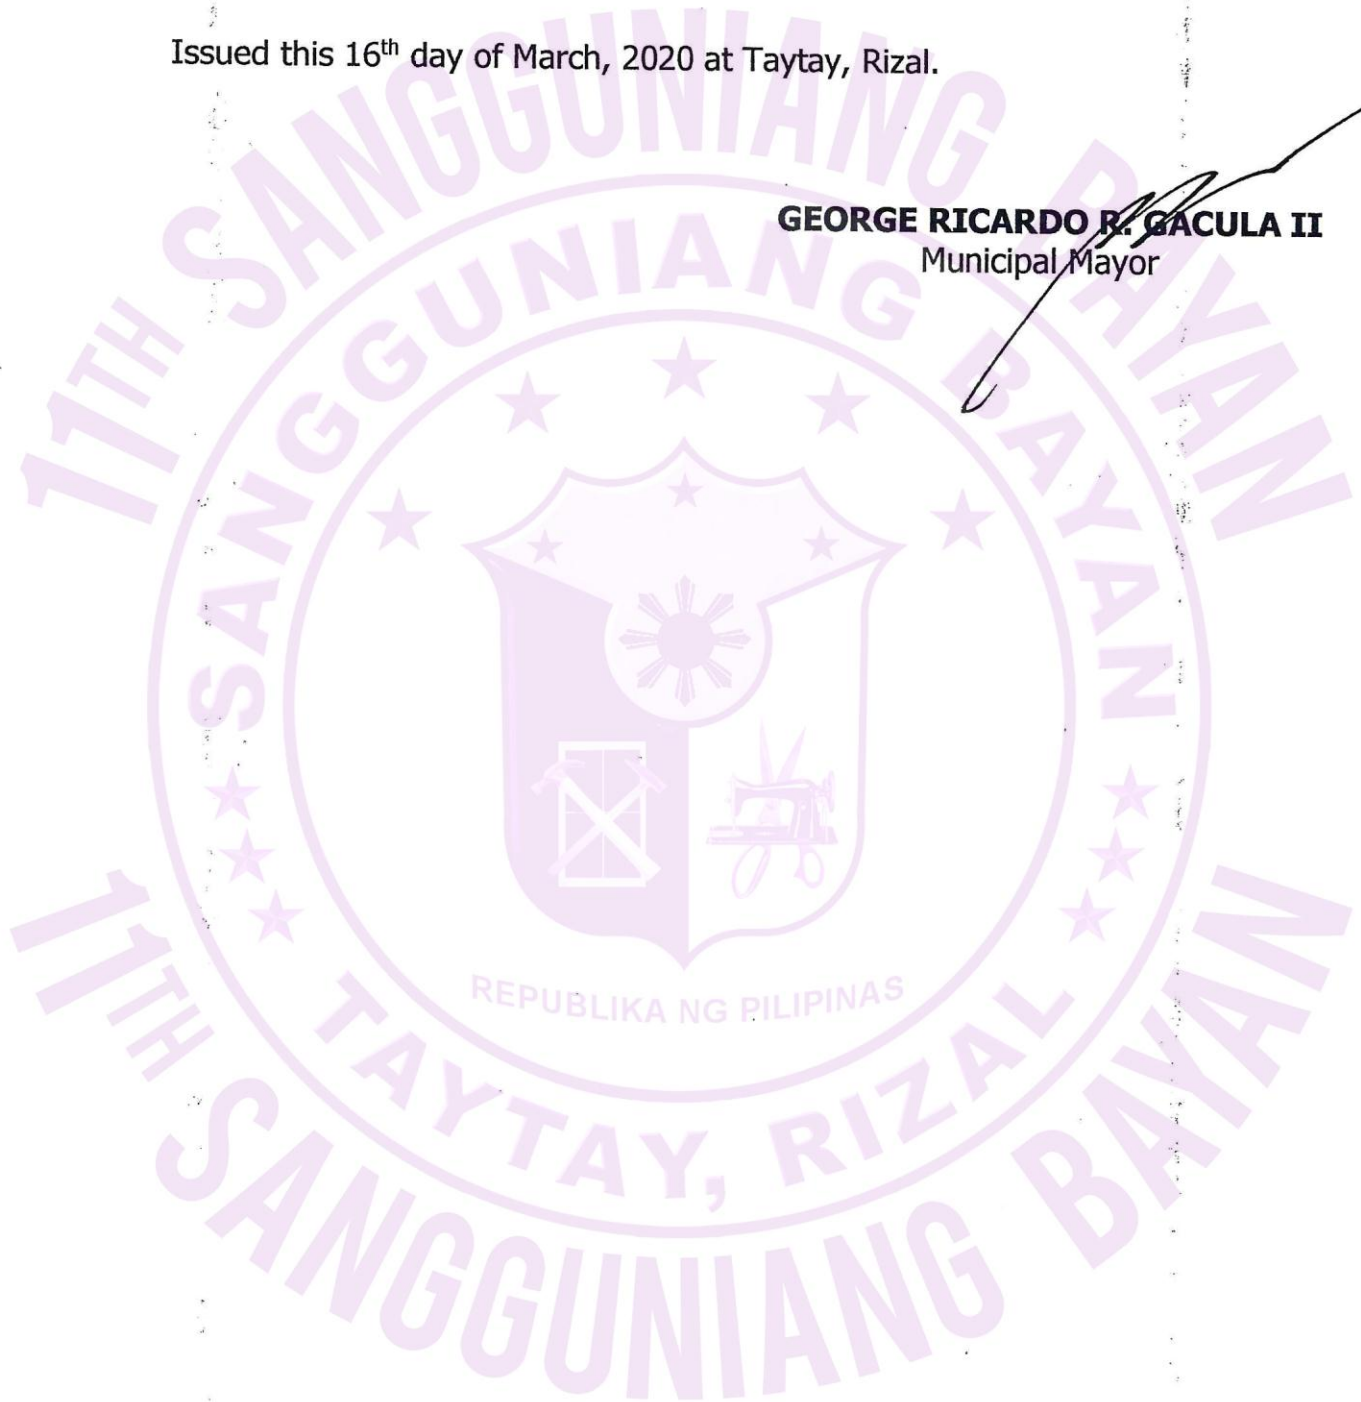 Issued this 16th day of March, 2020 at Taytay, Rizal.
GEORGE RICARDO R. GACULA II
Municipal Mayor
11TH SANGGUNIANG BAYAN
SANGGUNIANG BAYAN
REPUBLIKA NG PILIPINAS
TAYTAY, RIZAL
11TH SANGGUNIANG BAYAN